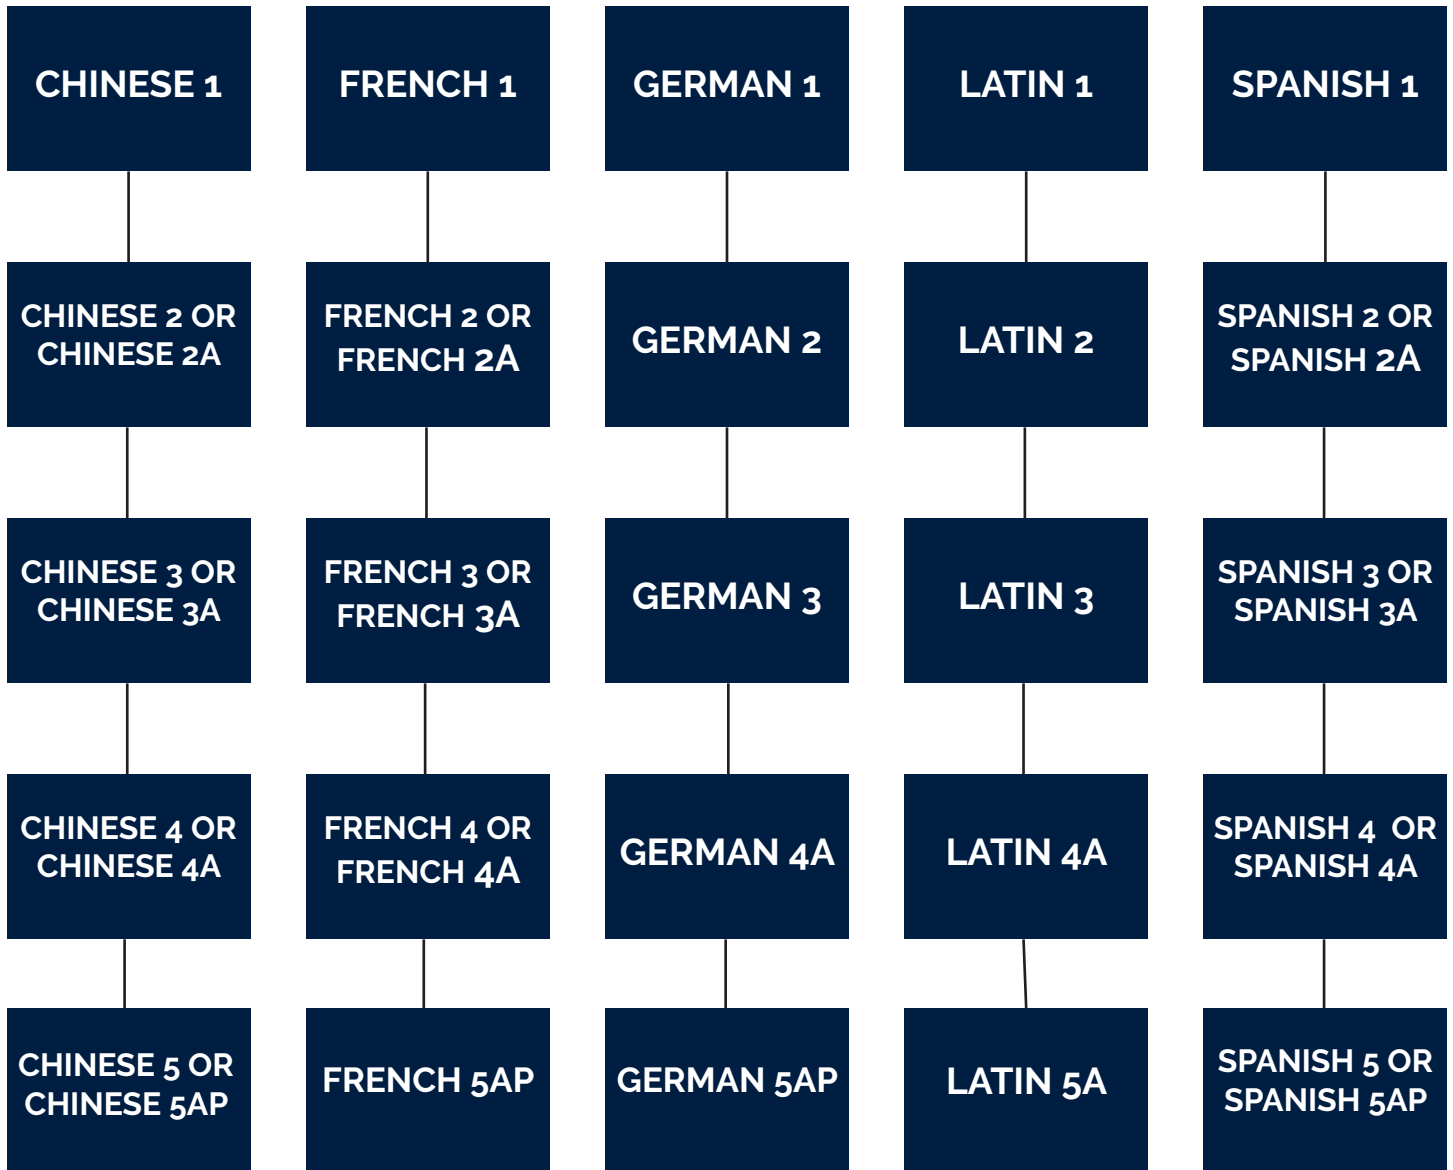 CHINESE 1
FRENCH 1
GERMAN 1
LATIN 1
SPANISH 1
CHINESE 2 OR
CHINESE 2A
FRENCH 2 OR
FRENCH 2A
GERMAN 2
LATIN 2
SPANISH 2 OR
SPANISH 2A
CHINESE 3 OR
CHINESE 3A
FRENCH 3 OR
FRENCH 3A
GERMAN 3
LATIN 3
SPANISH 3 OR
SPANISH 3A
CHINESE 4 OR
CHINESE 4A
FRENCH 4 OR
FRENCH 4A
GERMAN 4A
LATIN 4A
SPANISH 4 OR
SPANISH 4A
CHINESE 5 OR
CHINESE 5AP
FRENCH 5AP
GERMAN 5AP
LATIN 5A
SPANISH 5 OR
SPANISH 5AP